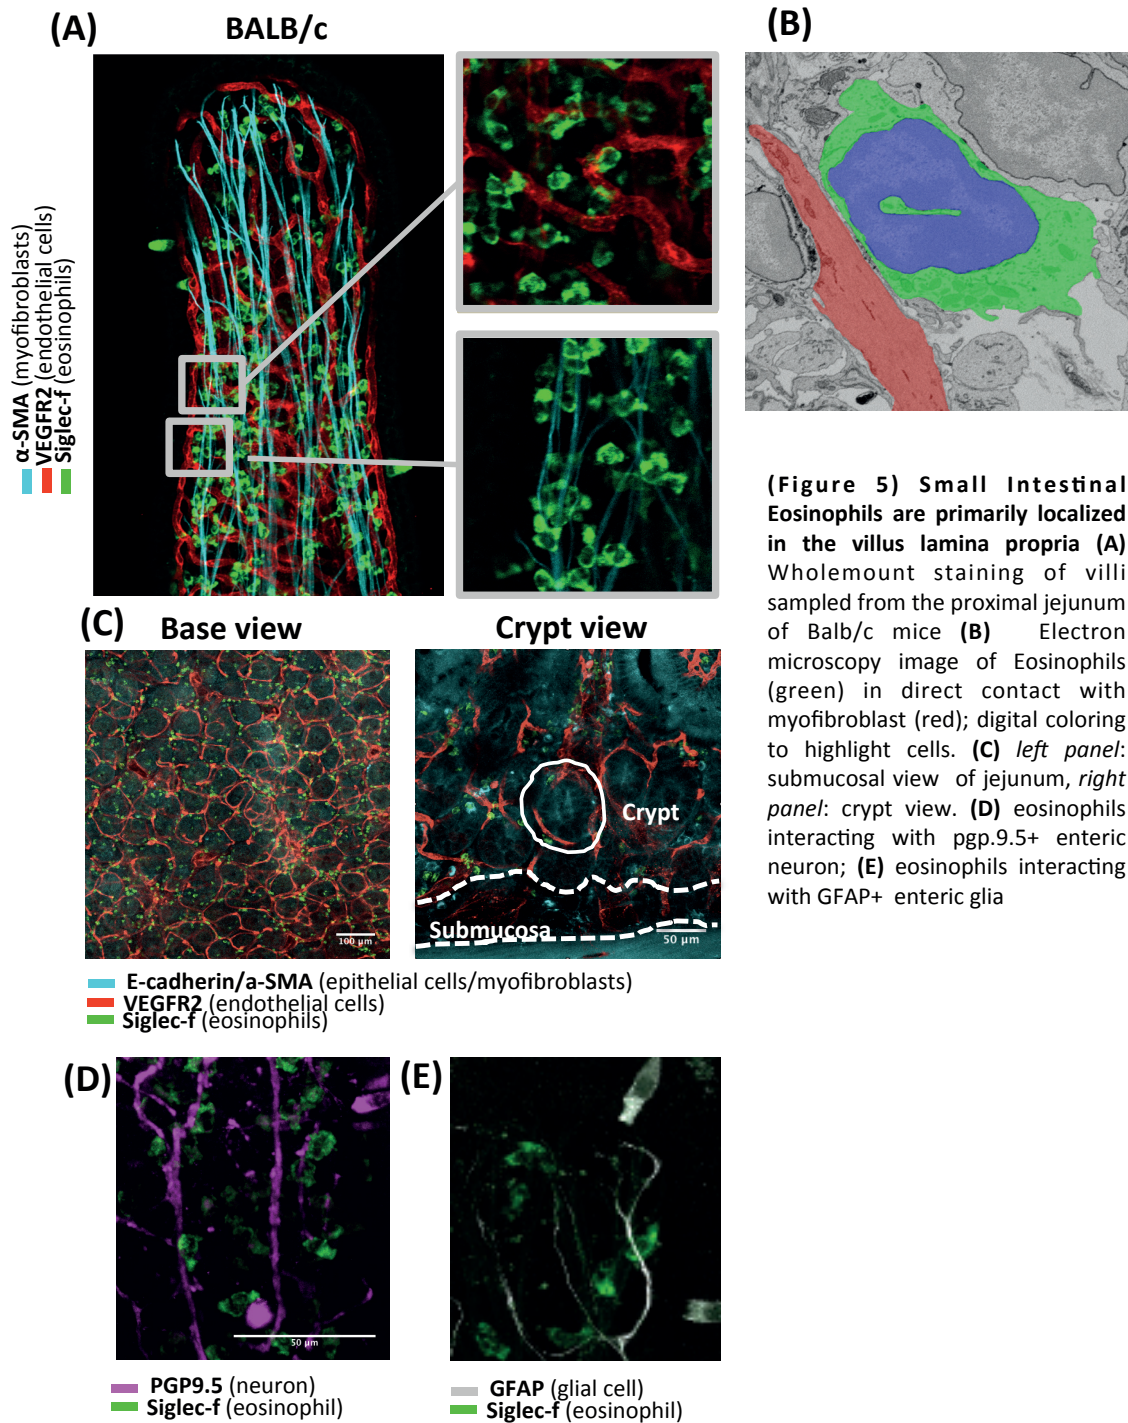 (A)
BALB/c
α-SMA (myofibroblasts)
VEGFR2 (endothelial cells)
Siglec-f (eosinophils)
(B)
(Figure 5) Small Intestinal
Eosinophils are primarily localized
in the villus lamina propria (A)
Wholemount staining of villi
sampled from the proximal jejunum
of Balb/c mice (B) Electron
microscopy image of Eosinophils
(green) in direct contact with
myofibroblast (red); digital coloring
to highlight cells. (C) left panel:
submucosal view of jejunum, right
panel: crypt view. (D) eosinophils
interacting with pgp.9.5+ enteric
neuron; (E) eosinophils interacting
with GFAP+ enteric glia
(C)
Base view
100 µm
Crypt view
Crypt
Submucosa
50 µm
E-cadherin/a-SMA (epithelial cells/myofibroblasts)
VEGFR2 (endothelial cells)
Siglec-f (eosinophils)
(D)
50 µm
PGP9.5 (neuron)
Siglec-f (eosinophil)
(E)
GFAP (glial cell)
Siglec-f (eosinophil)